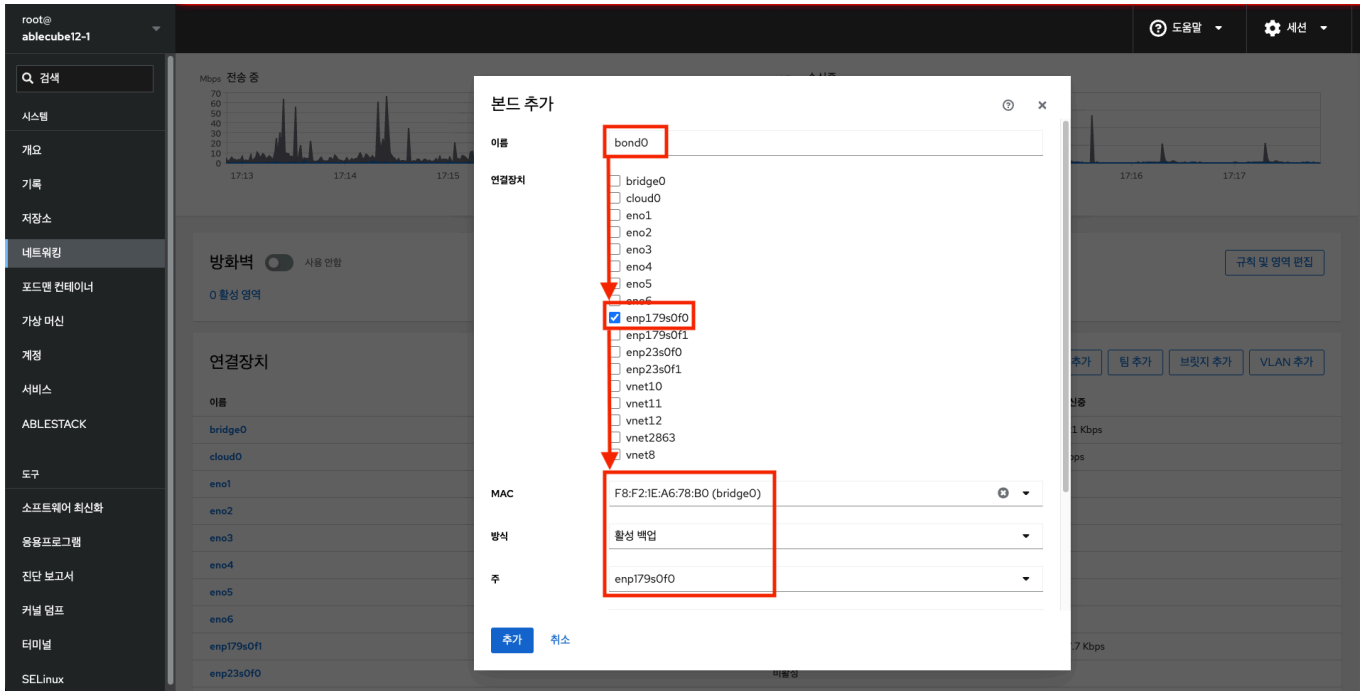 root@
ablecube12-1
도움말
세션
검색
시스템
개요
기록
저장소
네트워킹
포드맨 컨테이너
가상 머신
계정
서비스
ABLESTACK
도구
소프트웨어 최신화
응용프로그램
진단 보고서
커널 덤프
터미널
SELinux
Mbps 전송 중
70
60
50
40
30
20
10
0
17:13 17:14 17:15
17:16 17:17
방화벽 사용 안함
규칙 및 영역 편집
0 활성 영역
연결장치
추가 팀 추가 브릿지 추가 VLAN 추가
이름
bridge0
cloud0
eno1
eno2
eno3
eno4
eno5
eno6
enp179s0f1
enp23s0f0
비활성
본드 추가
이름 bond0
연결장치
bridge0
cloud0
eno1
eno2
eno3
eno4
eno5
eno6
enp179s0f0
enp179s0f1
enp23s0f0
enp23s0f1
vnet10
vnet11
vnet12
vnet2863
vnet8
MAC F8:F2:1E:A6:78:B0 (bridge0)
방식 활성 백업
주 enp179s0f0
추가 취소